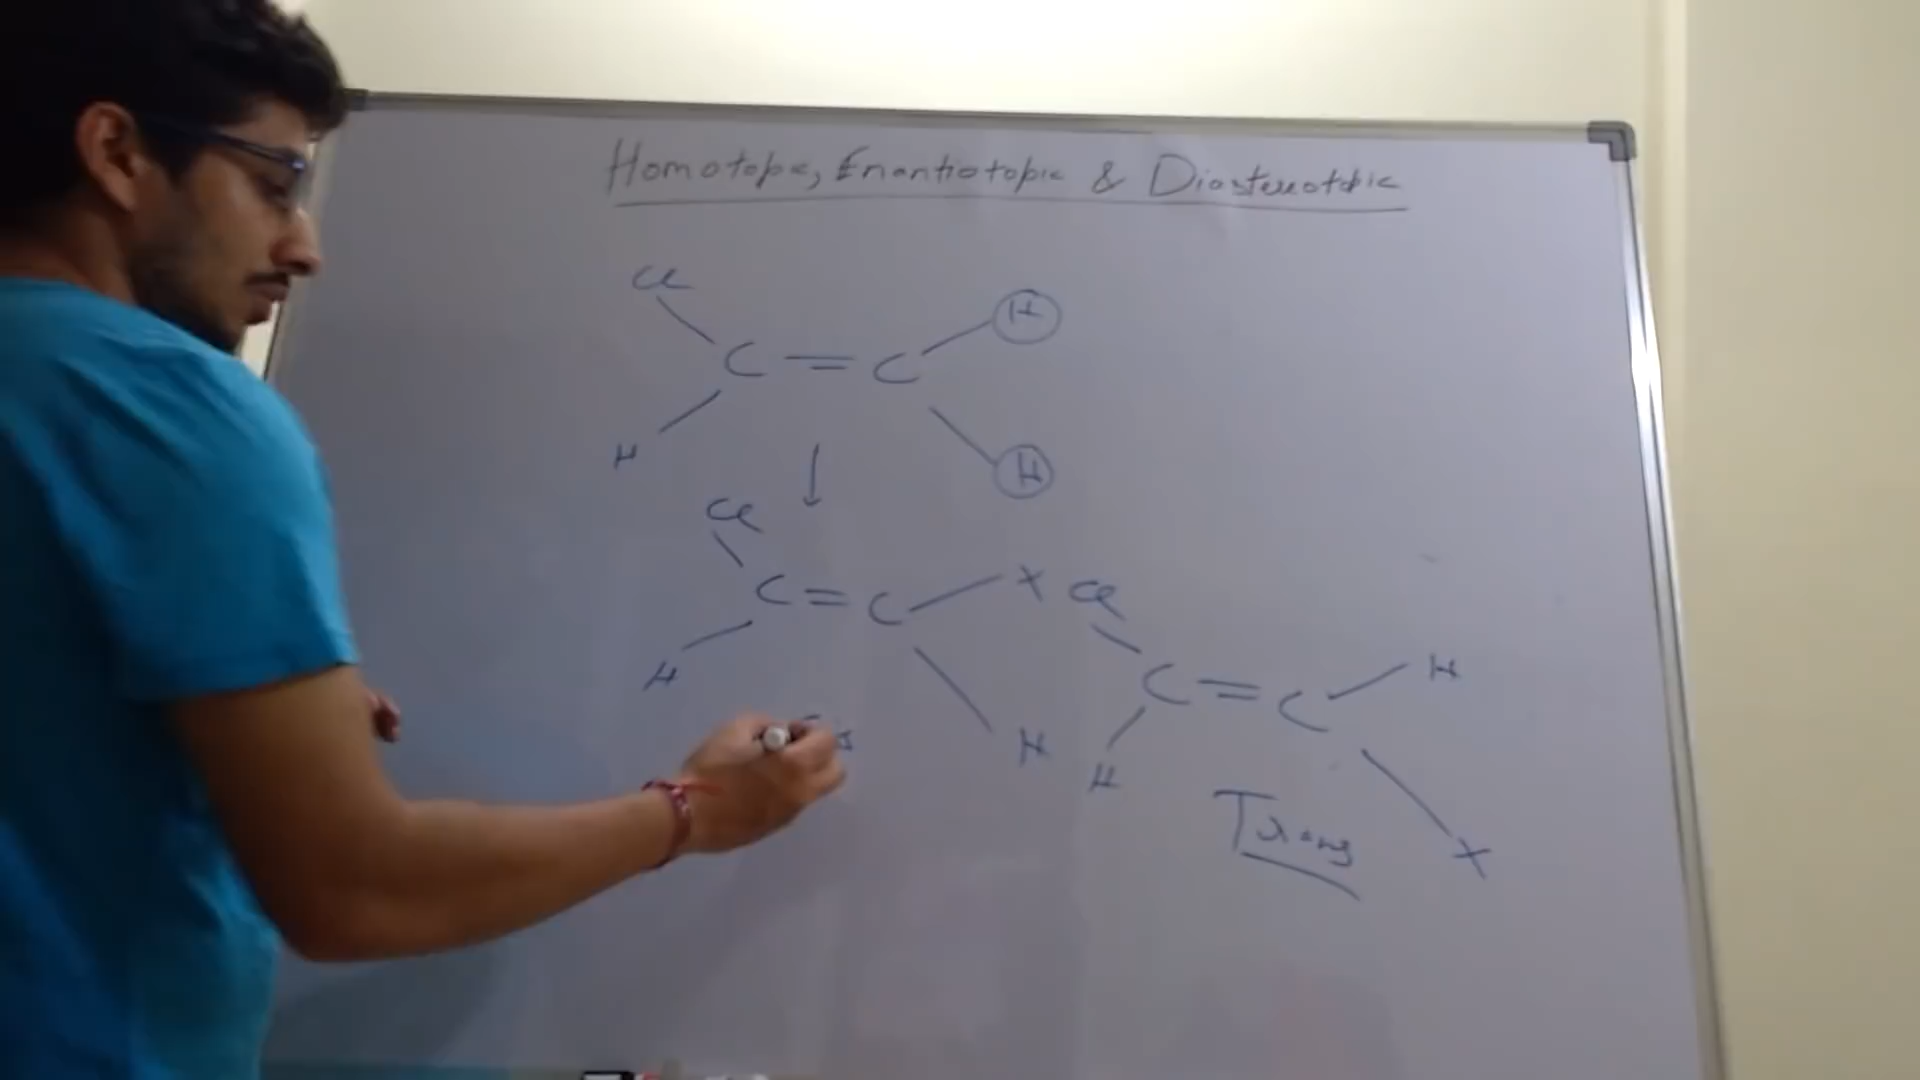 Homotopic, Enantiotopic & Diastereotopic
Cl
H
C = C
H
H
Cl
C = C
X
H
H
Cl
C = C
H
H
X
Trans